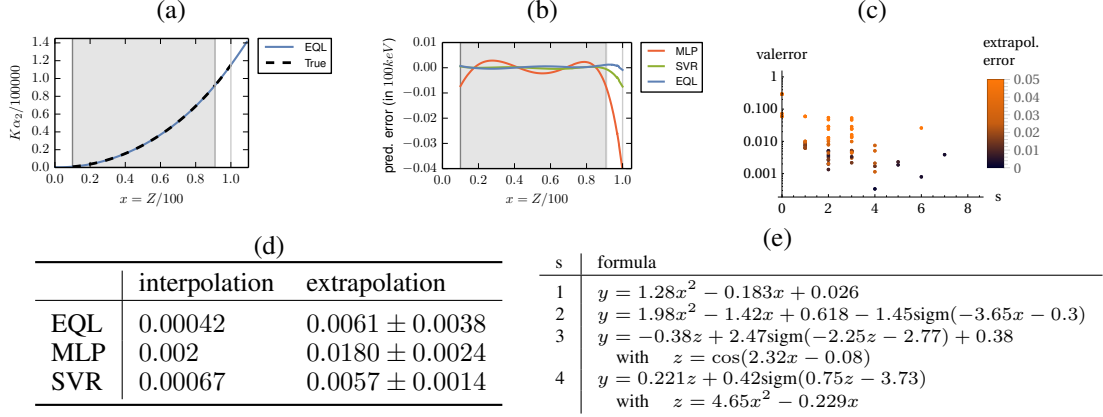 (a)
Kα₂/100000
1.4
1.2
1.0
0.8
0.6
0.4
0.2
0.0
0.0 0.2 0.4 0.6 0.8 1.0
x = Z/100
EQL
True
(b)
pred. error (in 100keV)
0.01
0.00
−0.01
−0.02
−0.03
−0.04
0.0 0.2 0.4 0.6 0.8 1.0
x = Z/100
MLP
SVR
EQL
(c)
valerror
1
0.100
0.010
0.001
0 2 4 6 8
s
extrapol.
error
0.05
0.04
0.03
0.02
0.01
0
(d)
interpolation extrapolation
EQL 0.00042 0.0061 ± 0.0038
MLP 0.002 0.0180 ± 0.0024
SVR 0.00067 0.0057 ± 0.0014
(e)
s formula
1 y = 1.28x² − 0.183x + 0.026
2 y = 1.98x² − 1.42x + 0.618 − 1.45sigm(−3.65x − 0.3)
3 y = −0.38z + 2.47sigm(−2.25z − 2.77) + 0.38
with z = cos(2.32x − 0.08)
4 y = 0.221z + 0.42sigm(0.75z − 3.73)
with z = 4.65x² − 0.229x